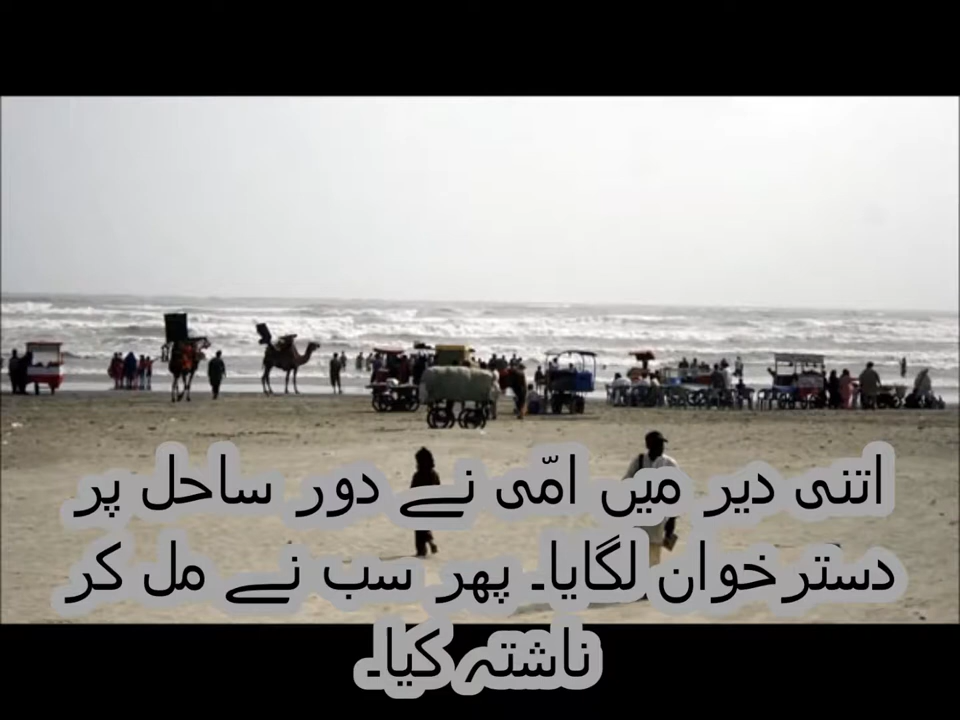 اتنی دیر میں امّی نے دور ساحل پر
دسترخوان لگایا۔ پھر سب نے مل کر
ناشتہ کیا۔